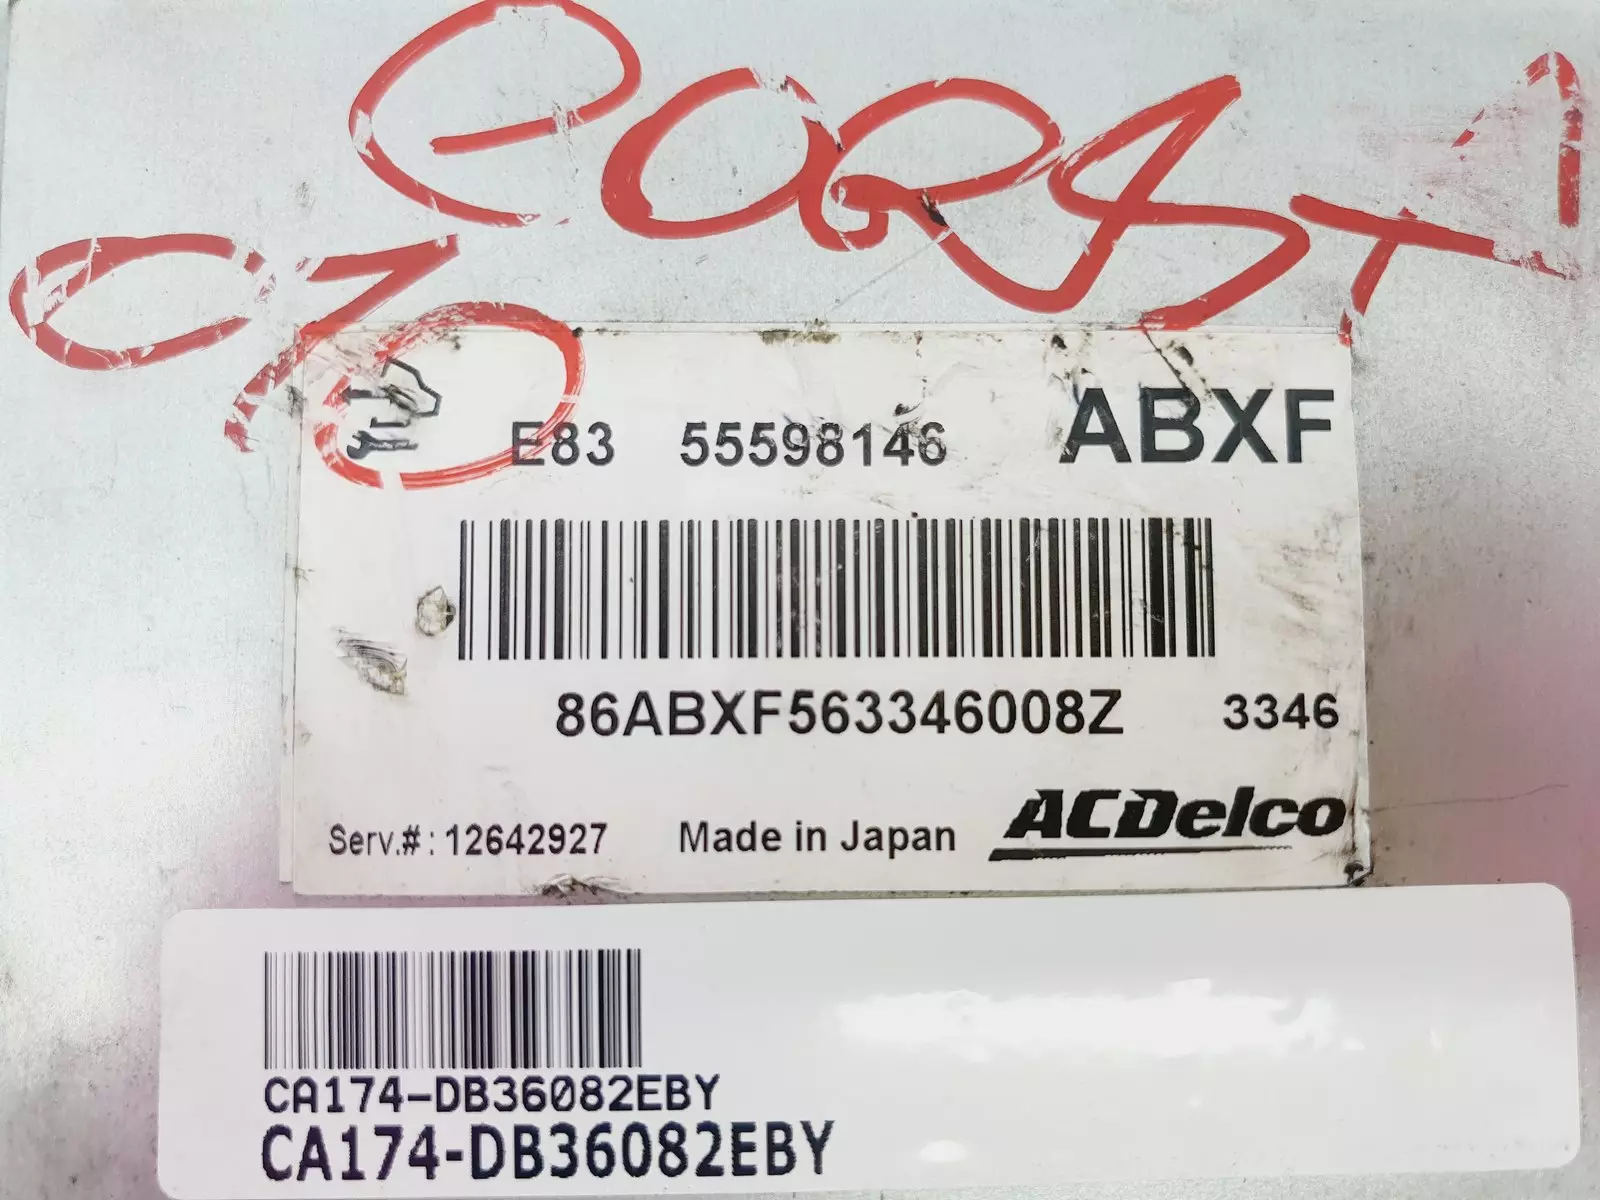 E83 55598146 ABXF
86ABXF563346008Z 3346
Serv.#: 12642927 Made in Japan ACDelco
CA174-DB36082EBY
CA174-DB36082EBY